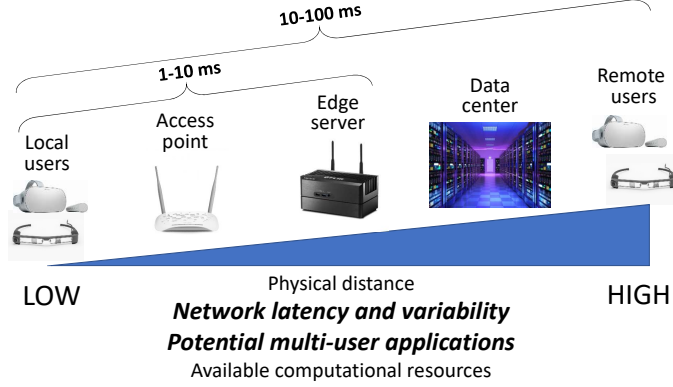 10-100 ms
1-10 ms
Local
users
Access
point
Edge
server
Data
center
Remote
users
LOW
HIGH
Physical distance
Network latency and variability
Potential multi-user applications
Available computational resources